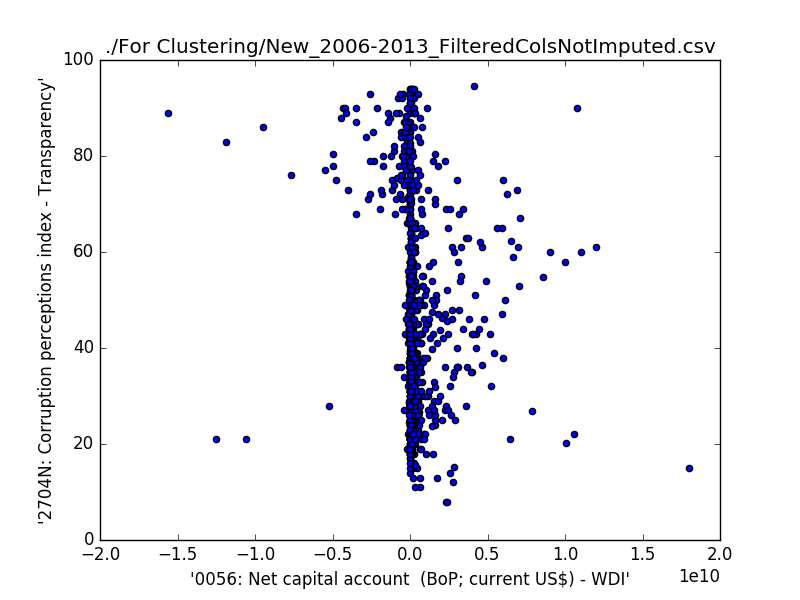 ./For Clustering/New_2006-2013_FilteredColsNotImputed.csv
100
80
60
40
20
0
'2704N: Corruption perceptions index - Transparency'
−2.0 −1.5 −1.0 −0.5 0.0 0.5 1.0 1.5 2.0
1e10
'0056: Net capital account  (BoP; current US$) - WDI'